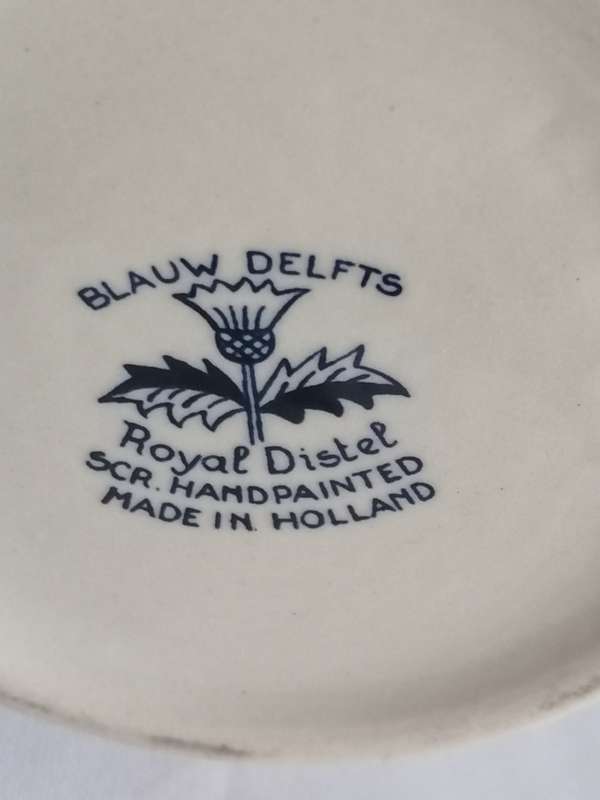 BLAUW DELFTS
Royal Distel
SCR. HANDPAINTED
MADE IN. HOLLAND